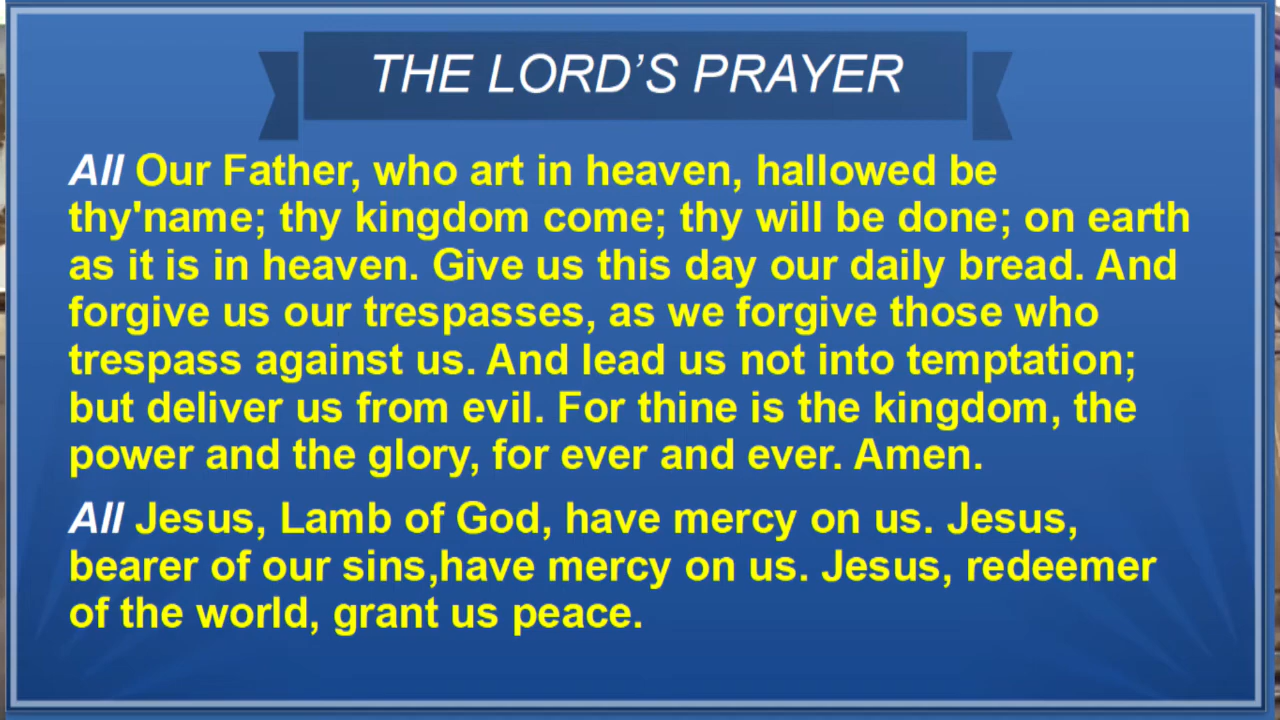 THE LORD’S PRAYER
All Our Father, who art in heaven, hallowed be
thy'name; thy kingdom come; thy will be done; on earth
as it is in heaven. Give us this day our daily bread. And
forgive us our trespasses, as we forgive those who
trespass against us. And lead us not into temptation;
but deliver us from evil. For thine is the kingdom, the
power and the glory, for ever and ever. Amen.
All Jesus, Lamb of God, have mercy on us. Jesus,
bearer of our sins,have mercy on us. Jesus, redeemer
of the world, grant us peace.